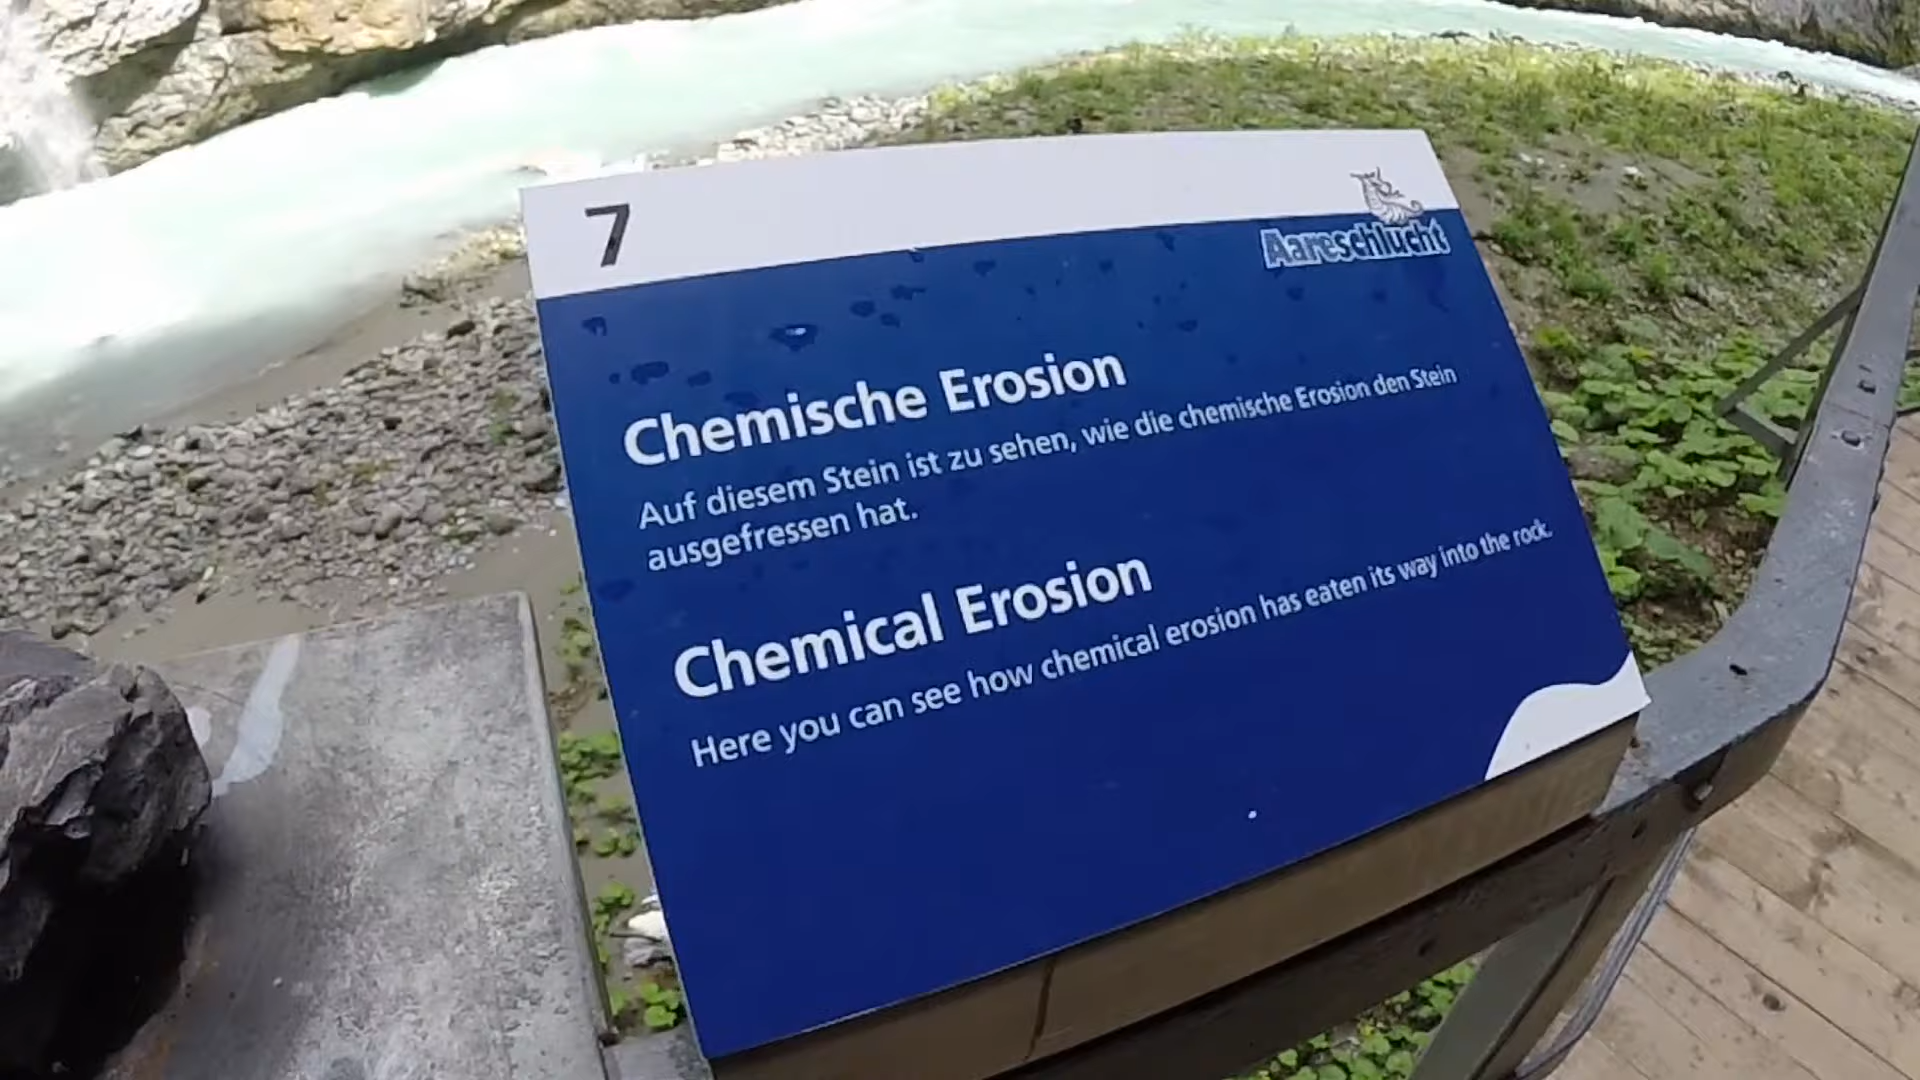 7
Aareschlucht
Chemische Erosion
Auf diesem Stein ist zu sehen, wie die chemische Erosion den Stein
ausgefressen hat.
Chemical Erosion
Here you can see how chemical erosion has eaten its way into the rock.